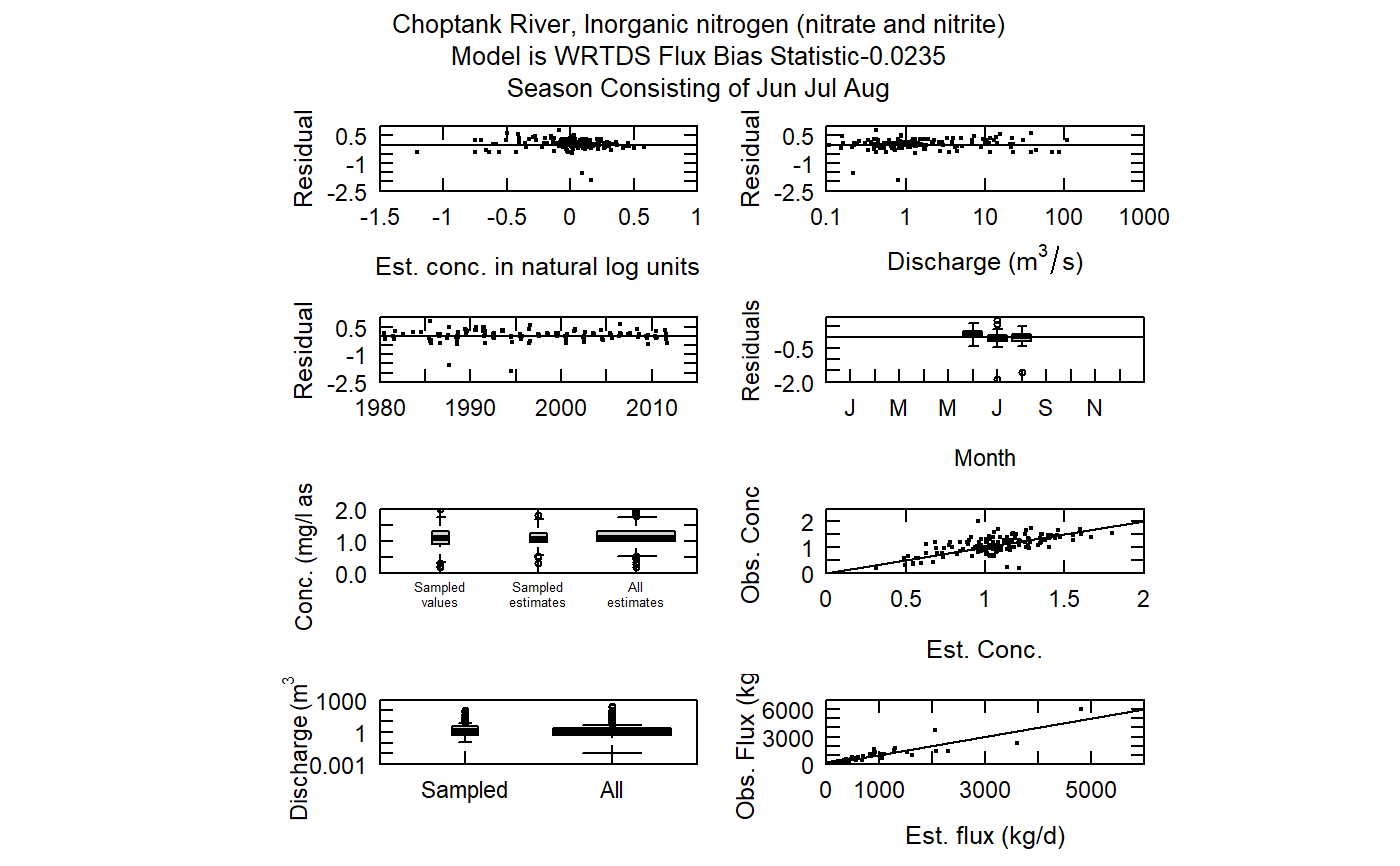 Choptank River, Inorganic nitrogen (nitrate and nitrite)
Model is WRTDS Flux Bias Statistic-0.0235
Season Consisting of Jun Jul Aug
Residual
0.5
-1
-2.5
-1.5 -1 -0.5 0 0.5 1
Est. conc. in natural log units
Residual
0.5
-1
-2.5
0.1 1 10 100 1000
Discharge (m³/s)
Residual
0.5
-1
-2.5
1980 1990 2000 2010
Residuals
-0.5
-2.0
J M M J S N
Month
Conc. (mg/l as
2.0
1.0
0.0
Sampled values
Sampled estimates
All estimates
Obs. Conc
2
1
0
0 0.5 1 1.5 2
Est. Conc.
Discharge (m³
1000
1
0.001
Sampled All
Obs. Flux (kg
6000
3000
0
0 1000 3000 5000
Est. flux (kg/d)